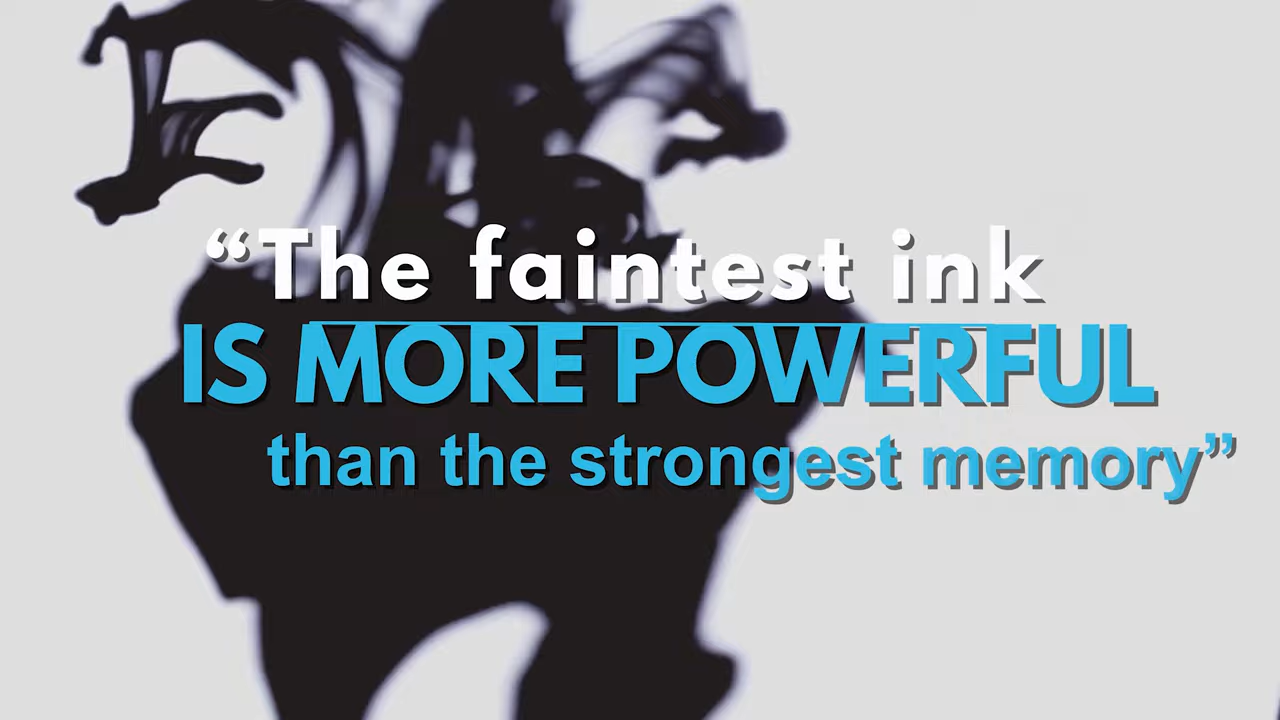 “The faintest ink
IS MORE POWERFUL
than the strongest memory”